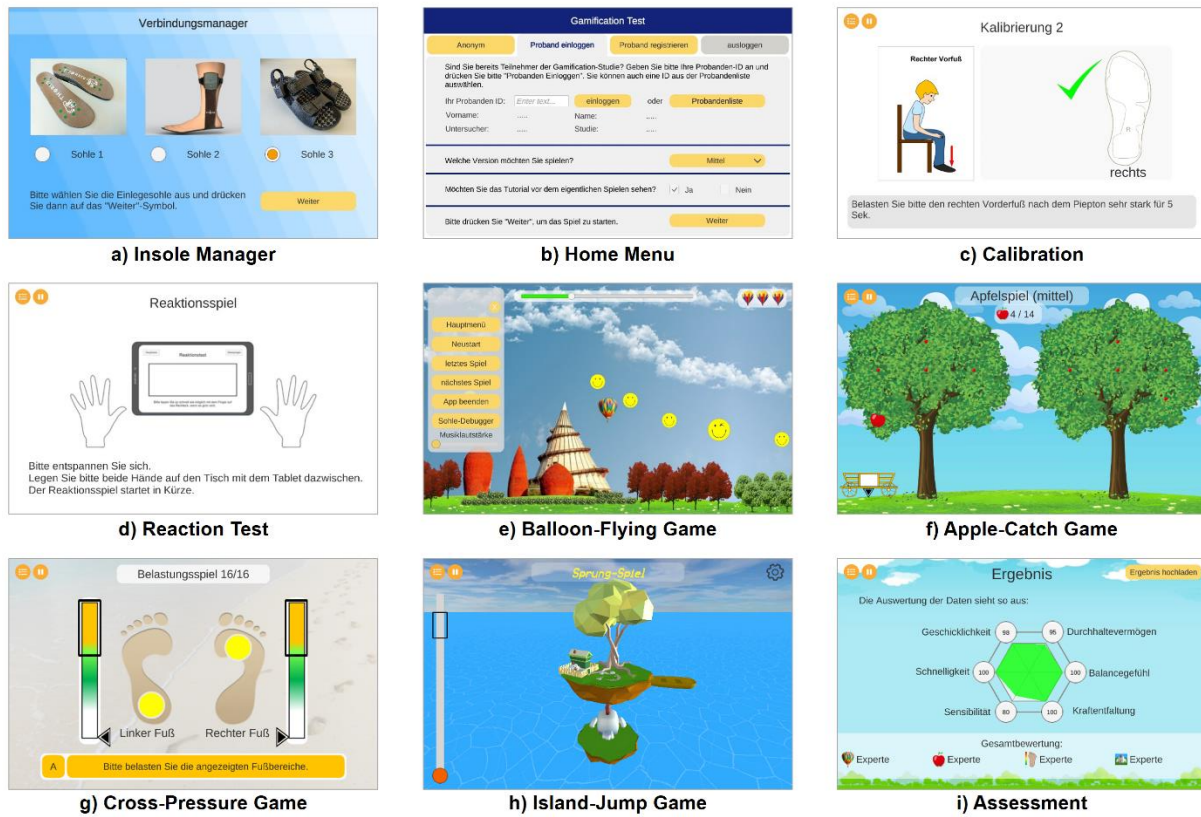 Verbindungsmanager
Sohle 1
Sohle 2
Sohle 3
Bitte wählen Sie die Einlegesohle aus und drücken
Sie dann auf das "Weiter"-Symbol.
Weiter
a) Insole Manager
Gamification Test
Anonym
Proband einloggen
Proband registrieren
ausloggen
Sind Sie bereits Teilnehmer der Gamification-Studie? Geben Sie bitte Ihre Probanden-ID an und
drücken Sie bitte "Probanden Einloggen". Sie können auch eine ID aus der Probandenliste
auswählen.
Ihr Probanden ID:
Enter text...
einloggen
oder
Probandenliste
Vorname:
.....
Name:
.....
Untersucher:
.....
Studie:
.....
Welche Version möchten Sie spielen?
Mittel
Möchten Sie das Tutorial vor dem eigentlichen Spielen sehen?
Ja
Nein
Bitte drücken Sie "Weiter", um das Spiel zu starten.
Weiter
b) Home Menu
Kalibrierung 2
Rechter Vorfuß
R
rechts
Belasten Sie bitte den rechten Vorderfuß nach dem Piepton sehr stark für 5
Sek.
c) Calibration
Reaktionsspiel
Reaktionstest
Bitte entspannen Sie sich.
Legen Sie bitte beide Hände auf den Tisch mit dem Tablet dazwischen.
Der Reaktionsspiel startet in Kürze.
d) Reaction Test
Hauptmenü
Neustart
letztes Spiel
nächstes Spiel
App beenden
Sohle-Debugger
Musiklautstärke
e) Balloon-Flying Game
Apfelspiel (mittel)
4 / 14
f) Apple-Catch Game
Belastungsspiel 16/16
Linker Fuß
Rechter Fuß
A
Bitte belasten Sie die angezeigten Fußbereiche.
g) Cross-Pressure Game
Sprung-Spiel
h) Island-Jump Game
Ergebnis
Ergebnis hochladen
Die Auswertung der Daten sieht so aus:
Geschicklichkeit
98
95
Durchhaltevermögen
Schnelligkeit
100
100
Balancegefühl
Sensibilität
80
100
Kraftentfaltung
Gesamtbewertung:
Experte
Experte
Experte
Experte
i) Assessment